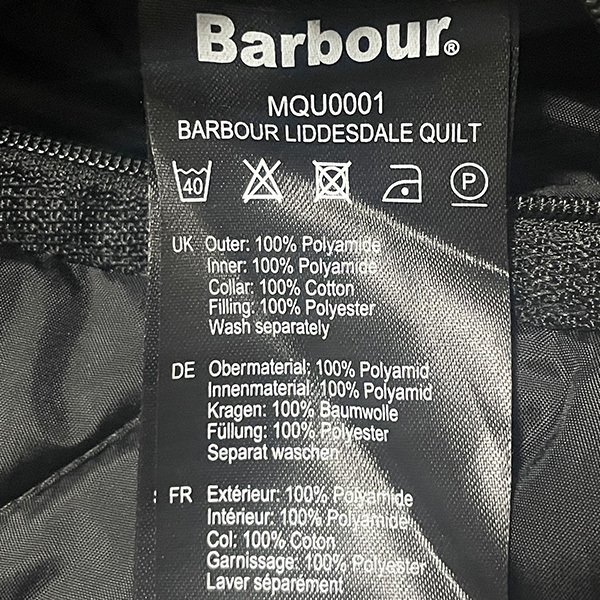 Barbour®
MQU0001
BARBOUR LIDDESDALE QUILT
40 P
UK Outer: 100% Polyamide
Inner: 100% Polyamide
Collar: 100% Cotton
Filling: 100% Polyester
Wash separately
DE Obermaterial: 100% Polyamid
Innenmaterial: 100% Polyamid
Kragen: 100% Baumwolle
Füllung: 100% Polyester
Separat waschen
FR Extérieur: 100% Polyamide
Intérieur: 100% Polyamide
Col: 100% Coton
Garnissage: 100% Polyester
Laver séparément